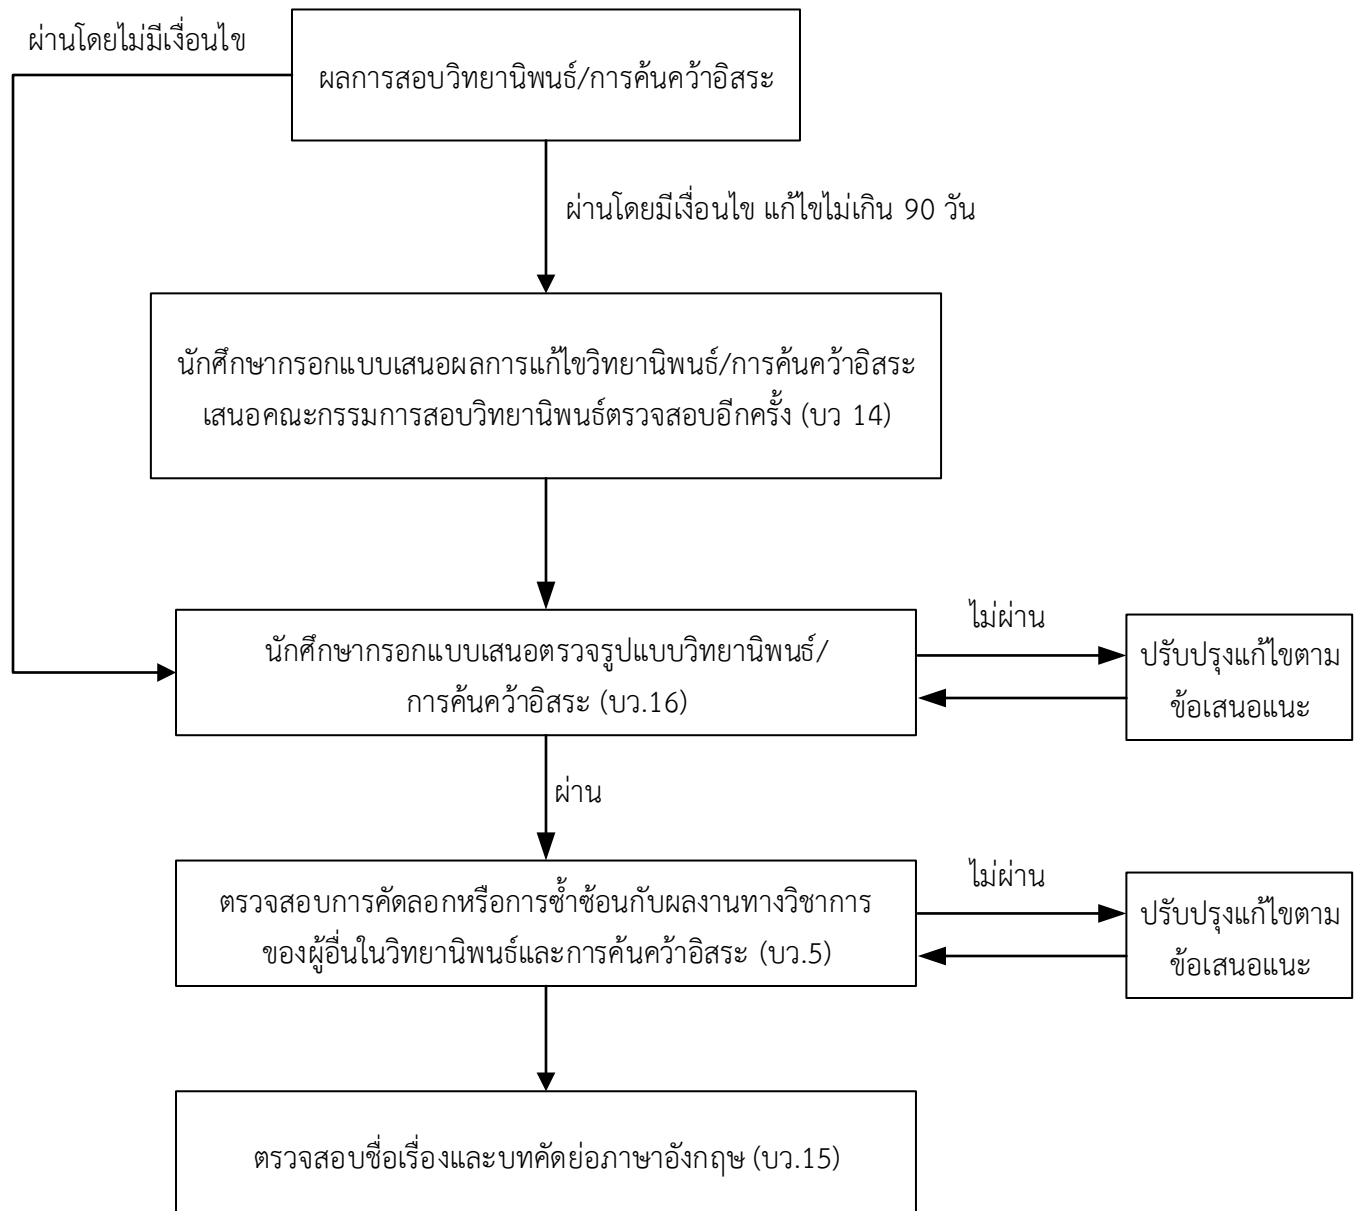 ผ่านโดยไม่มีเงื่อนไข
ผลการสอบวิทยานิพนธ์/การค้นคว้าอิสระ
ผ่านโดยมีเงื่อนไข แก้ไขไม่เกิน 90 วัน
นักศึกษากรอกแบบเสนอผลการแก้ไขวิทยานิพนธ์/การค้นคว้าอิสระ
เสนอคณะกรรมการสอบวิทยานิพนธ์ตรวจสอบอีกครั้ง (บว 14)
นักศึกษากรอกแบบเสนอตรวจรูปแบบวิทยานิพนธ์/
การค้นคว้าอิสระ (บว.16)
ไม่ผ่าน
ปรับปรุงแก้ไขตาม
ข้อเสนอแนะ
ผ่าน
ตรวจสอบการคัดลอกหรือการซ้ำซ้อนกับผลงานทางวิชาการ
ของผู้อื่นในวิทยานิพนธ์และการค้นคว้าอิสระ (บว.5)
ไม่ผ่าน
ปรับปรุงแก้ไขตาม
ข้อเสนอแนะ
ตรวจสอบชื่อเรื่องและบทคัดย่อภาษาอังกฤษ (บว.15)